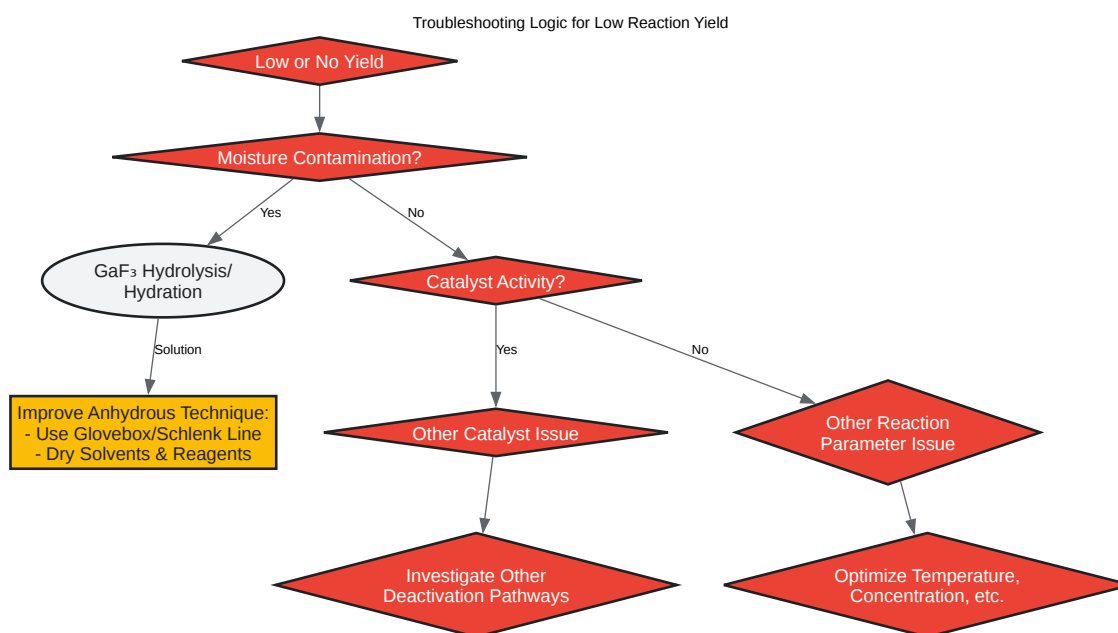 Troubleshooting Logic for Low Reaction Yield
Low or No Yield
Moisture Contamination?
Yes
No
GaF₃ Hydrolysis/
Hydration
Catalyst Activity?
Solution
Yes
No
Improve Anhydrous Technique:
- Use Glovebox/Schlenk Line
- Dry Solvents & Reagents
Other Catalyst Issue
Other Reaction
Parameter Issue
Investigate Other
Deactivation Pathways
Optimize Temperature,
Concentration, etc.